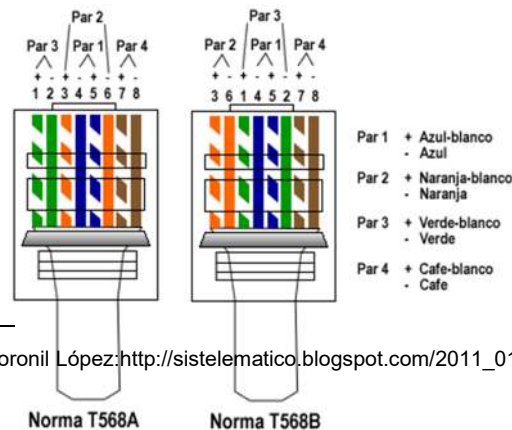 Par 2
Par 3 Par 1 Par 4
+ - + - + - + -
1 2 3 4 5 6 7 8
Par 3
Par 2 Par 1 Par 4
+ - + - + - + -
3 6 1 4 5 2 7 8
Par 1 + Azul-blanco
- Azul
Par 2 + Naranja-blanco
- Naranja
Par 3 + Verde-blanco
- Verde
Par 4 + Cafe-blanco
- Cafe
oronil López:http://sistelematico.blogspot.com/2011_01
Norma T568A
Norma T568B